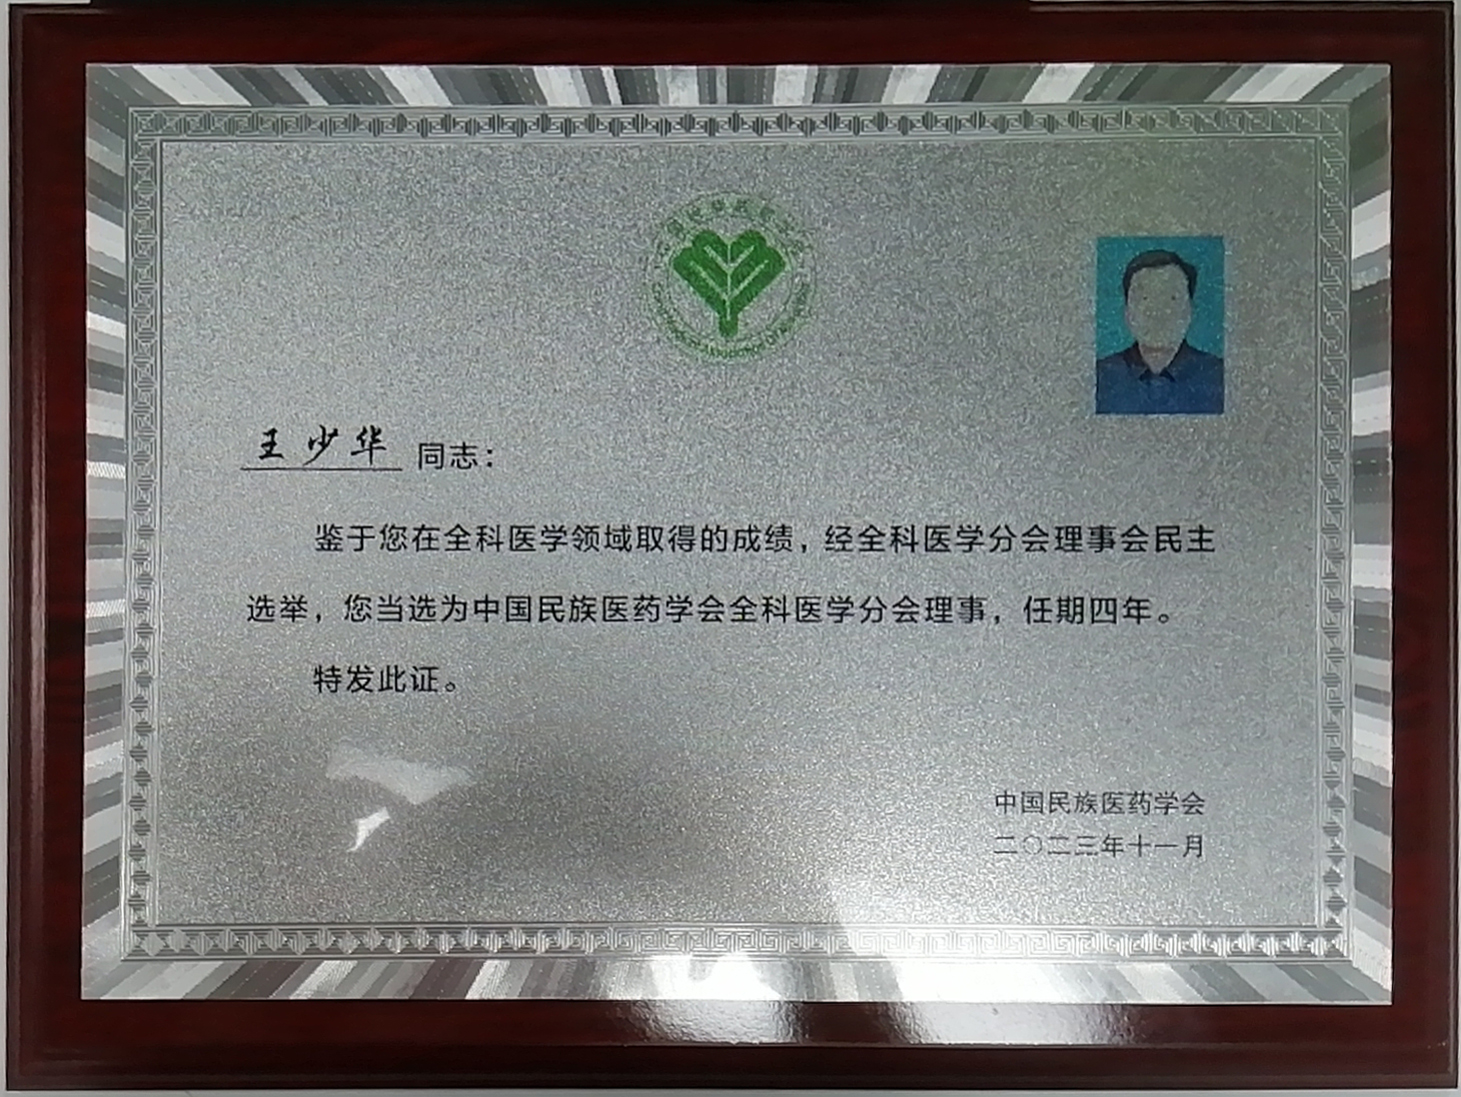 王少华 同志：
鉴于您在全科医学领域取得的成绩，经全科医学分会理事会民主
选举，您当选为中国民族医药学会全科医学分会理事，任期四年。
特发此证。
中国民族医药学会
二〇二三年十一月